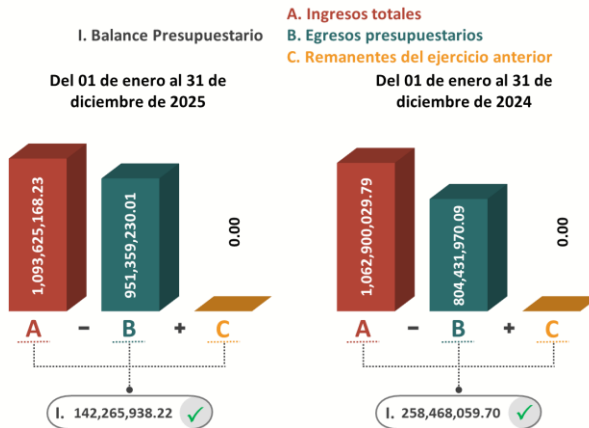 I. Balance Presupuestario
A. Ingresos totales
B. Egresos presupuestarios
C. Remanentes del ejercicio anterior
Del 01 de enero al 31 de
diciembre de 2025
1,093,625,168.23
951,359,230.01
0.00
A - B + C
I. 142,265,938.22
Del 01 de enero al 31 de
diciembre de 2024
1,062,900,029.79
804,431,970.09
0.00
A - B + C
I. 258,468,059.70